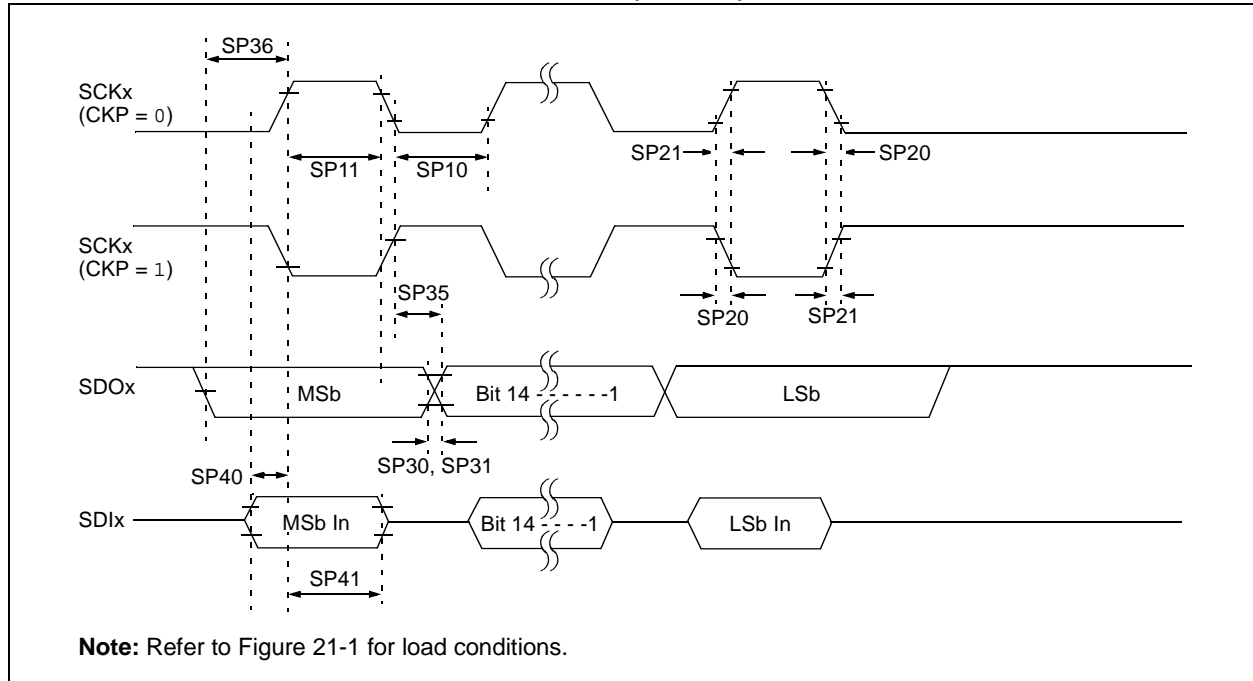 SP36
SCKx
(CKP = 0)
SP11
SP10
SP21
SP20
SCKx
(CKP = 1)
SP35
SP20
SP21
SDOx
MSb
Bit 14 - - - - - -1
LSb
SP30, SP31
SP40
SDIx
MSb In
Bit 14 - - - -1
LSb In
SP41
Note: Refer to Figure 21-1 for load conditions.